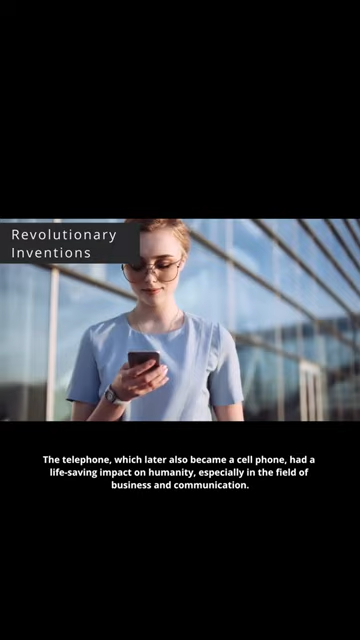 Revolutionary
Inventions
The telephone, which later also became a cell phone, had a
life-saving impact on humanity, especially in the field of
business and communication.